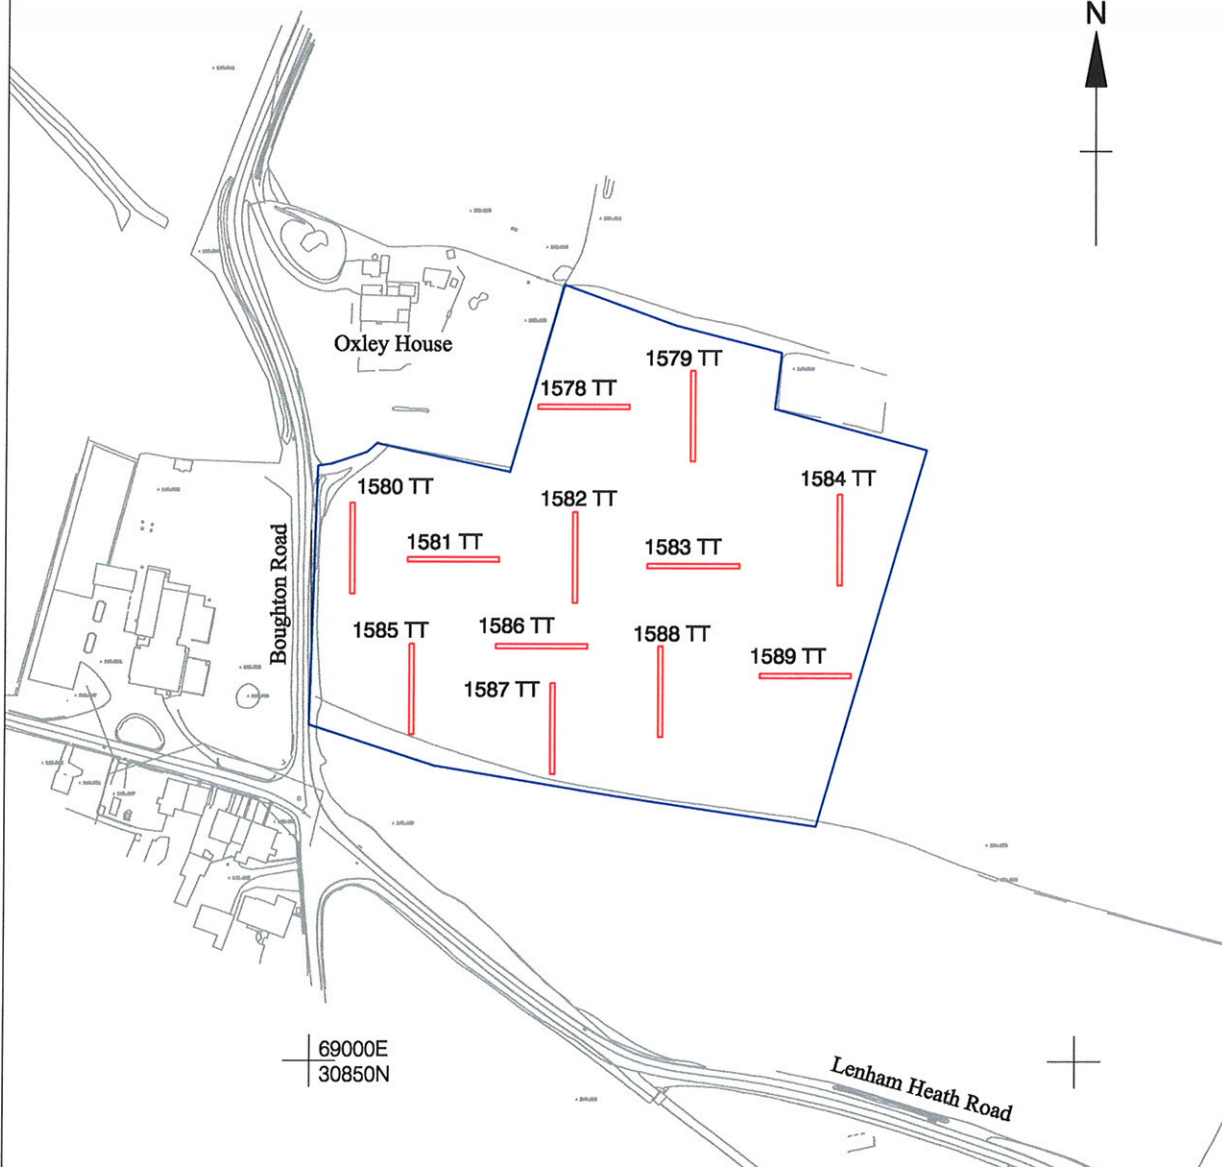 N
Oxley House
1579 TT
1578 TT
1584 TT
1580 TT
1582 TT
1581 TT
1583 TT
Boughton Road
1585 TT
1586 TT
1588 TT
1589 TT
1587 TT
69000E
30850N
Lenham Heath Road